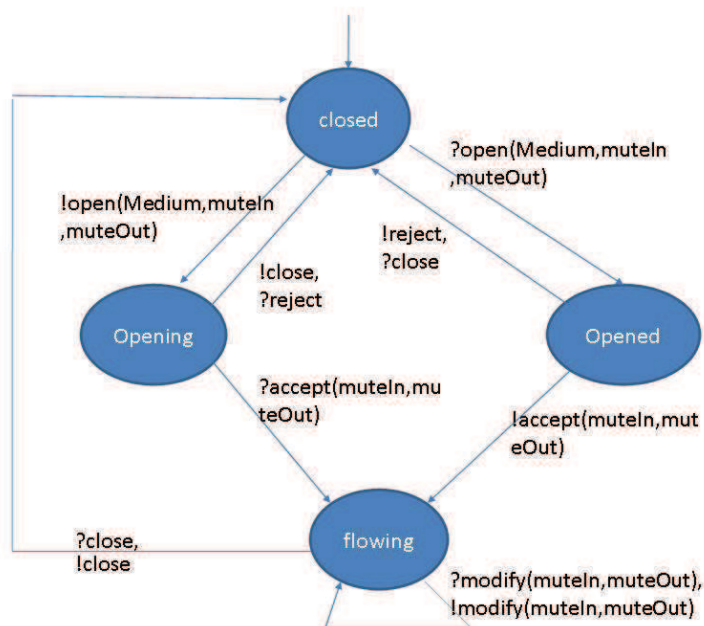 closed
?open(Medium,muteIn
,muteOut)
!open(Medium,muteIn
,muteOut)
!reject,
?close
!close,
?reject
Opening
Opened
?accept(muteIn,mu
teOut)
!accept(muteIn,mut
eOut)
flowing
?close,
!close
?modify(muteIn,muteOut),
!modify(muteIn,muteOut)